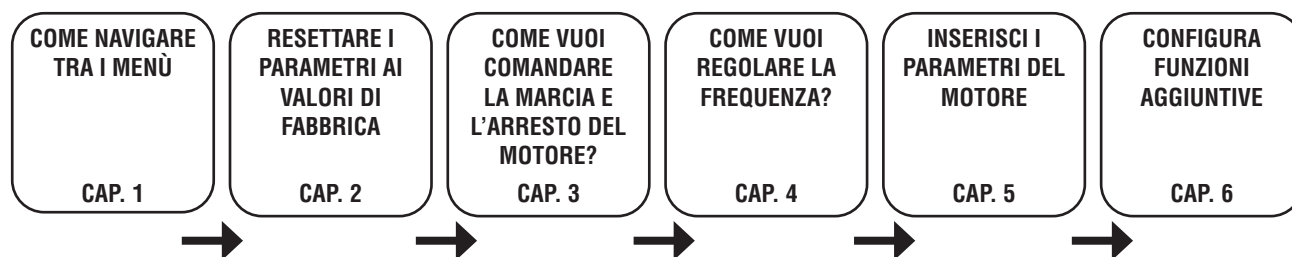 COME NAVIGARE
TRA I MENÙ
CAP. 1
RESETTARE I
PARAMETRI AI
VALORI DI
FABBRICA
CAP. 2
COME VUOI
COMANDARE
LA MARCIA E
L'ARRESTO DEL
MOTORE?
CAP. 3
COME VUOI
REGOLARE LA
FREQUENZA?
CAP. 4
INSERISCI I
PARAMETRI DEL
MOTORE
CAP. 5
CONFIGURA
FUNZIONI
AGGIUNTIVE
CAP. 6